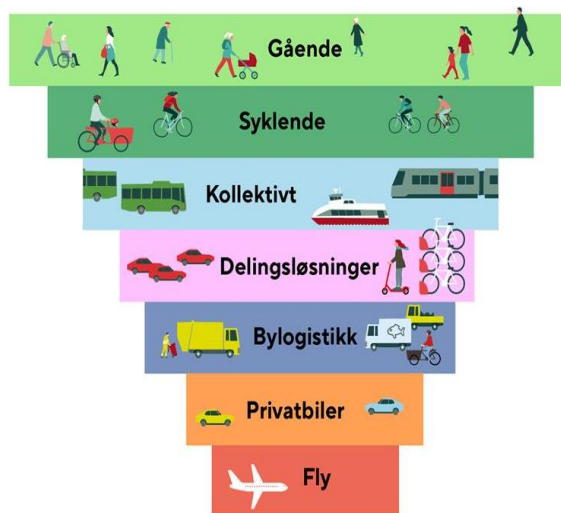 Gående
Syklende
Kollektivt
Delingsløsninger
Bylogistikk
Privatbiler
Fly